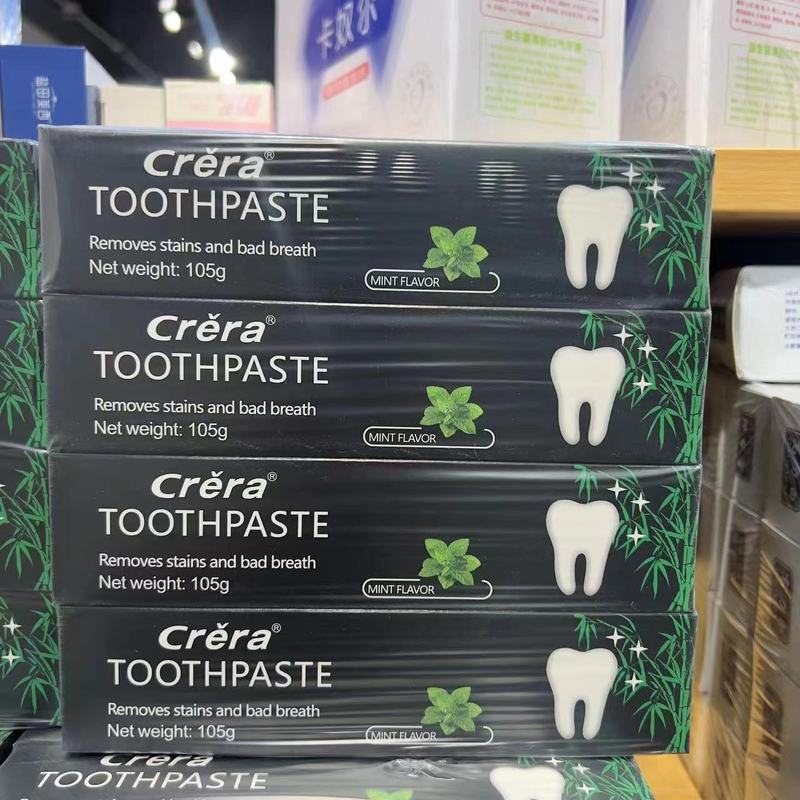 卡奴尔
Crěra®
TOOTHPASTE
Removes stains and bad breath
Net weight: 105g
MINT FLAVOR
Crěra®
TOOTHPASTE
Removes stains and bad breath
Net weight: 105g
MINT FLAVOR
Crěra®
TOOTHPASTE
Removes stains and bad breath
Net weight: 105g
MINT FLAVOR
Crěra®
TOOTHPASTE
Removes stains and bad breath
Net weight: 105g
MINT FLAVOR
Crěra
TOOTHPASTE